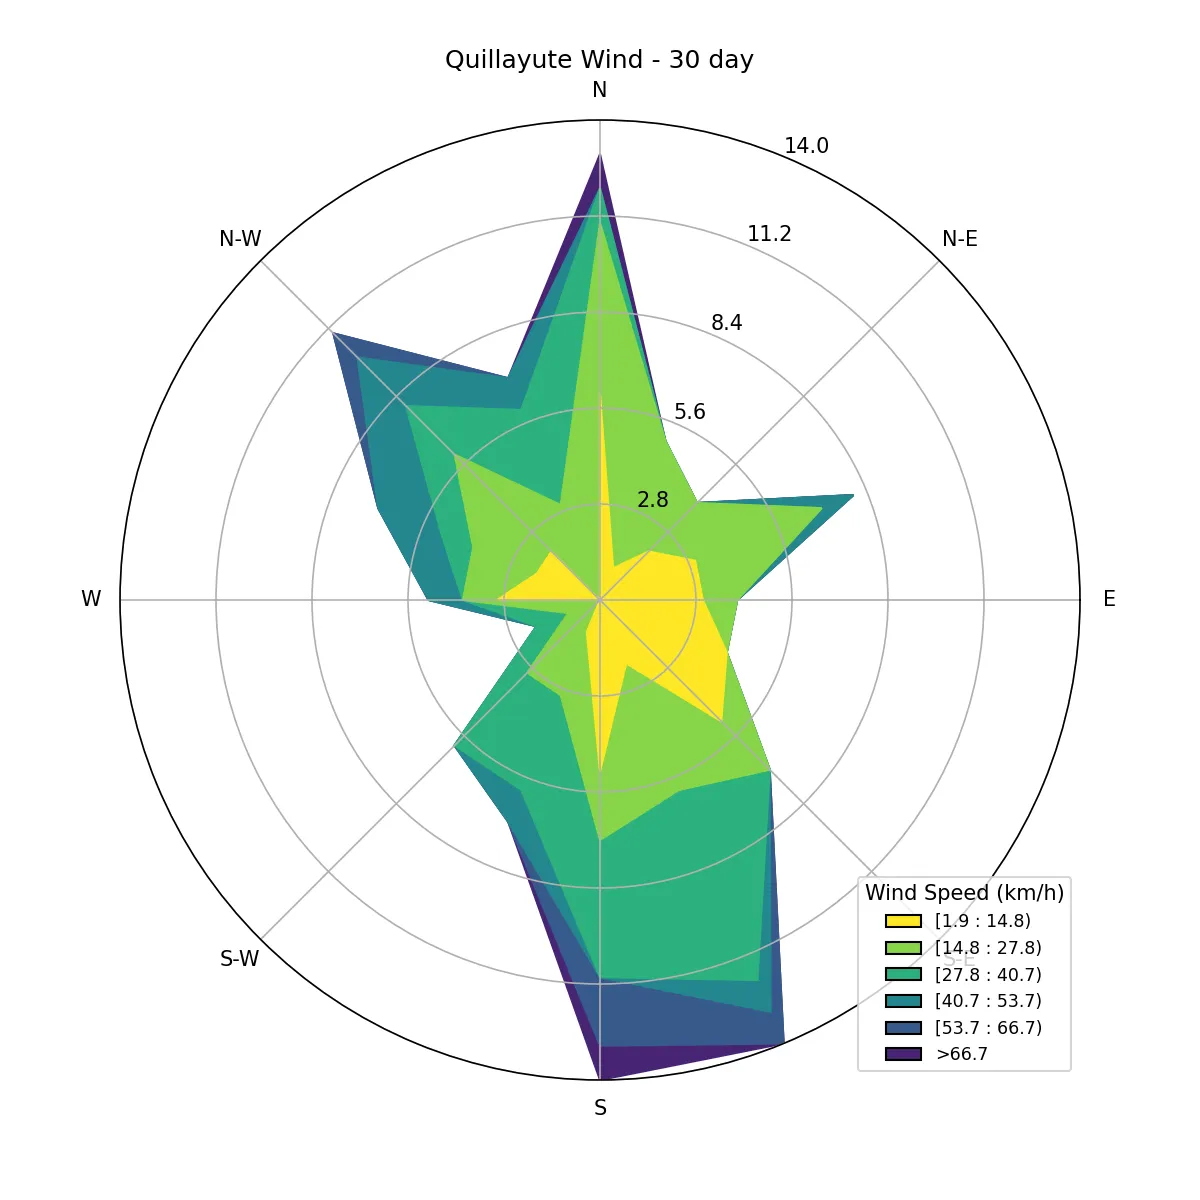 Quillayute Wind - 30 day
N
14.0
N-W
11.2
N-E
8.4
5.6
2.8
W
E
Wind Speed (km/h)
[1.9 : 14.8)
[14.8 : 27.8)
S-W
S-E
[27.8 : 40.7)
[40.7 : 53.7)
[53.7 : 66.7)
>66.7
S